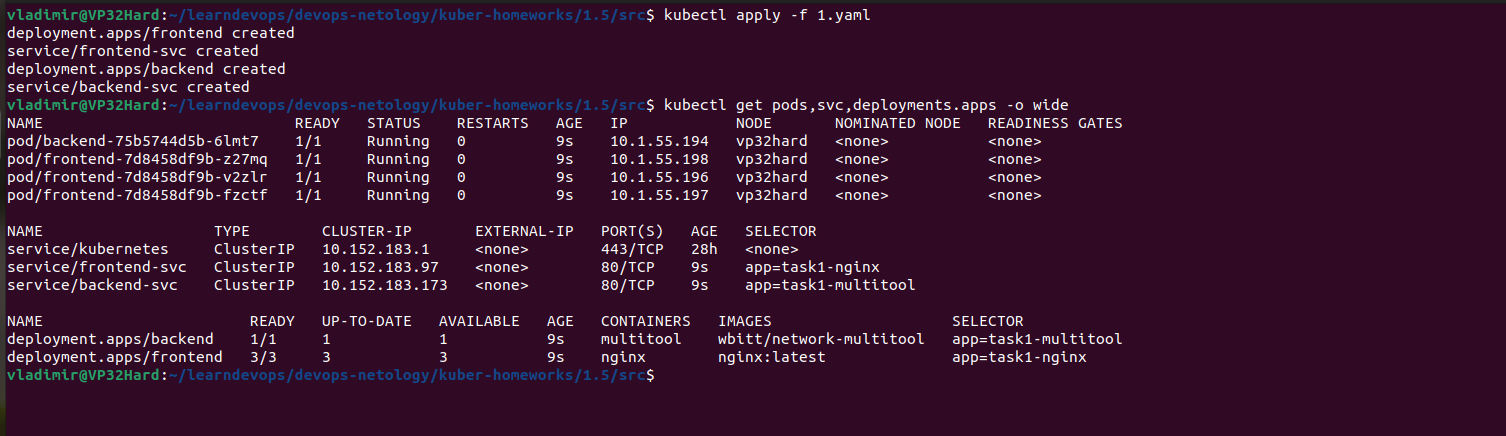 vladimir@VP32Hard:~/learndevops/devops-netology/kuber-homeworks/1.5/src$ kubectl apply -f 1.yaml
deployment.apps/frontend created
service/frontend-svc created
deployment.apps/backend created
service/backend-svc created
vladimir@VP32Hard:~/learndevops/devops-netology/kuber-homeworks/1.5/src$ kubectl get pods,svc,deployments.apps -o wide
NAME                            READY   STATUS    RESTARTS   AGE   IP            NODE       NOMINATED NODE   READINESS GATES
pod/backend-75b5744d5b-6lmt7    1/1     Running   0          9s    10.1.55.194   vp32hard   <none>           <none>
pod/frontend-7d8458df9b-z27mq   1/1     Running   0          9s    10.1.55.198   vp32hard   <none>           <none>
pod/frontend-7d8458df9b-v2zlr   1/1     Running   0          9s    10.1.55.196   vp32hard   <none>           <none>
pod/frontend-7d8458df9b-fzctf   1/1     Running   0          9s    10.1.55.197   vp32hard   <none>           <none>

NAME                   TYPE        CLUSTER-IP       EXTERNAL-IP   PORT(S)   AGE   SELECTOR
service/kubernetes     ClusterIP   10.152.183.1     <none>        443/TCP   28h   <none>
service/frontend-svc   ClusterIP   10.152.183.97    <none>        80/TCP    9s    app=task1-nginx
service/backend-svc    ClusterIP   10.152.183.173   <none>        80/TCP    9s    app=task1-multitool

NAME                       READY   UP-TO-DATE   AVAILABLE   AGE   CONTAINERS   IMAGES                    SELECTOR
deployment.apps/backend    1/1     1            1           9s    multitool    wbitt/network-multitool   app=task1-multitool
deployment.apps/frontend   3/3     3            3           9s    nginx        nginx:latest              app=task1-nginx
vladimir@VP32Hard:~/learndevops/devops-netology/kuber-homeworks/1.5/src$